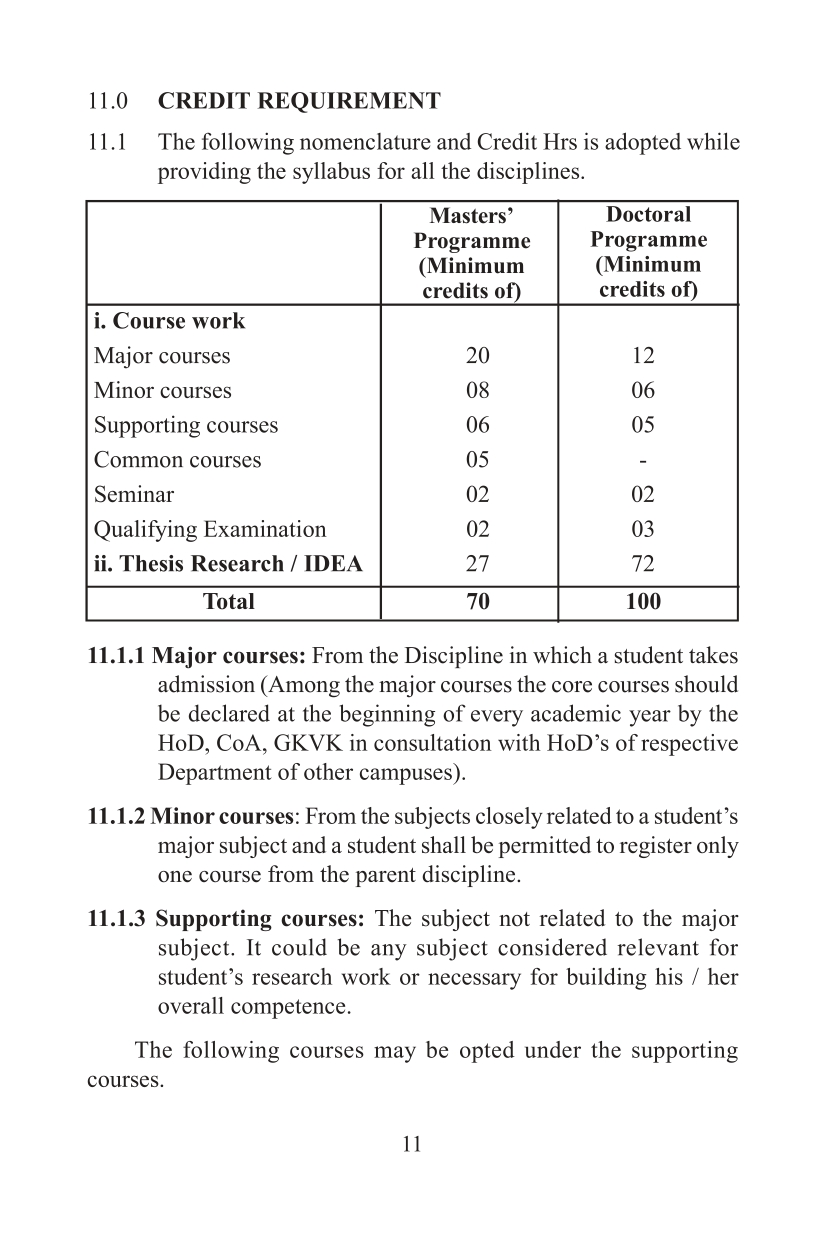 11.0 CREDIT REQUIREMENT
11.1 The following nomenclature and Credit Hrs is adopted while
providing the syllabus for all the disciplines.
Masters' Programme (Minimum credits of) Doctoral Programme (Minimum credits of)
i. Course work
Major courses 20 12
Minor courses 08 06
Supporting courses 06 05
Common courses 05 -
Seminar 02 02
Qualifying Examination 02 03
ii. Thesis Research / IDEA 27 72
Total 70 100
11.1.1 Major courses: From the Discipline in which a student takes
admission (Among the major courses the core courses should
be declared at the beginning of every academic year by the
HoD, CoA, GKVK in consultation with HoD's of respective
Department of other campuses).
11.1.2 Minor courses: From the subjects closely related to a student's
major subject and a student shall be permitted to register only
one course from the parent discipline.
11.1.3 Supporting courses: The subject not related to the major
subject. It could be any subject considered relevant for
student's research work or necessary for building his / her
overall competence.
The following courses may be opted under the supporting
courses.
11